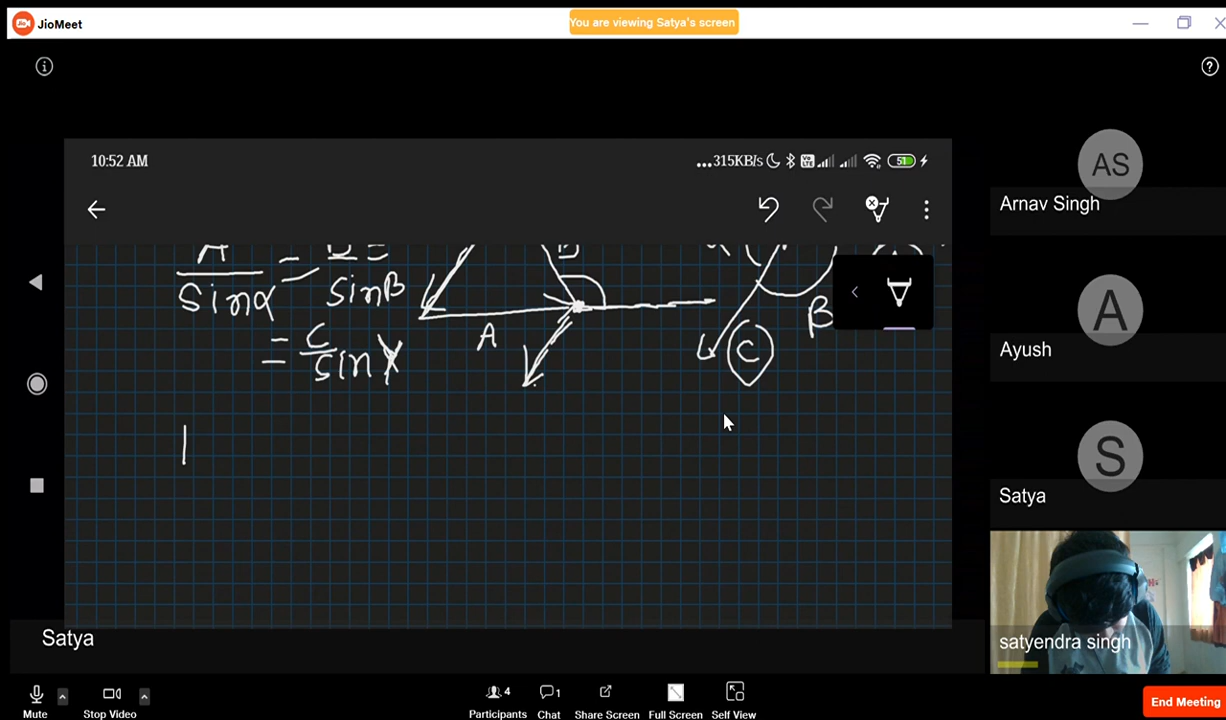 JioMeet
You are viewing Satya's screen
10:52 AM
...315KB/s
51
A/sinα = B/sinβ
= C/sinγ
A
B
C
β
AS
Arnav Singh
A
Ayush
S
Satya
satyendra singh
Satya
Mute
Stop Video
4
Participants
1
Chat
Share Screen
Full Screen
Self View
End Meeting